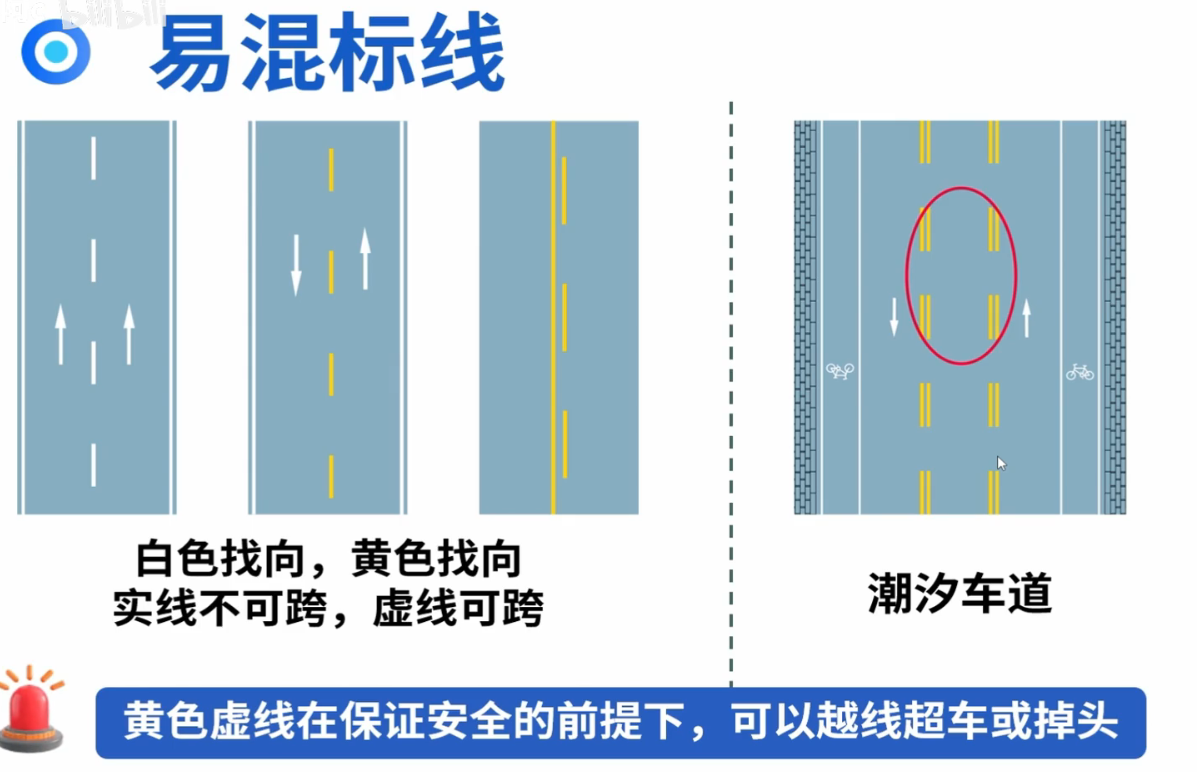 易混标线
白色找向，黄色找向
实线不可跨，虚线可跨
潮汐车道
黄色虚线在保证安全的前提下，可以越线超车或掉头